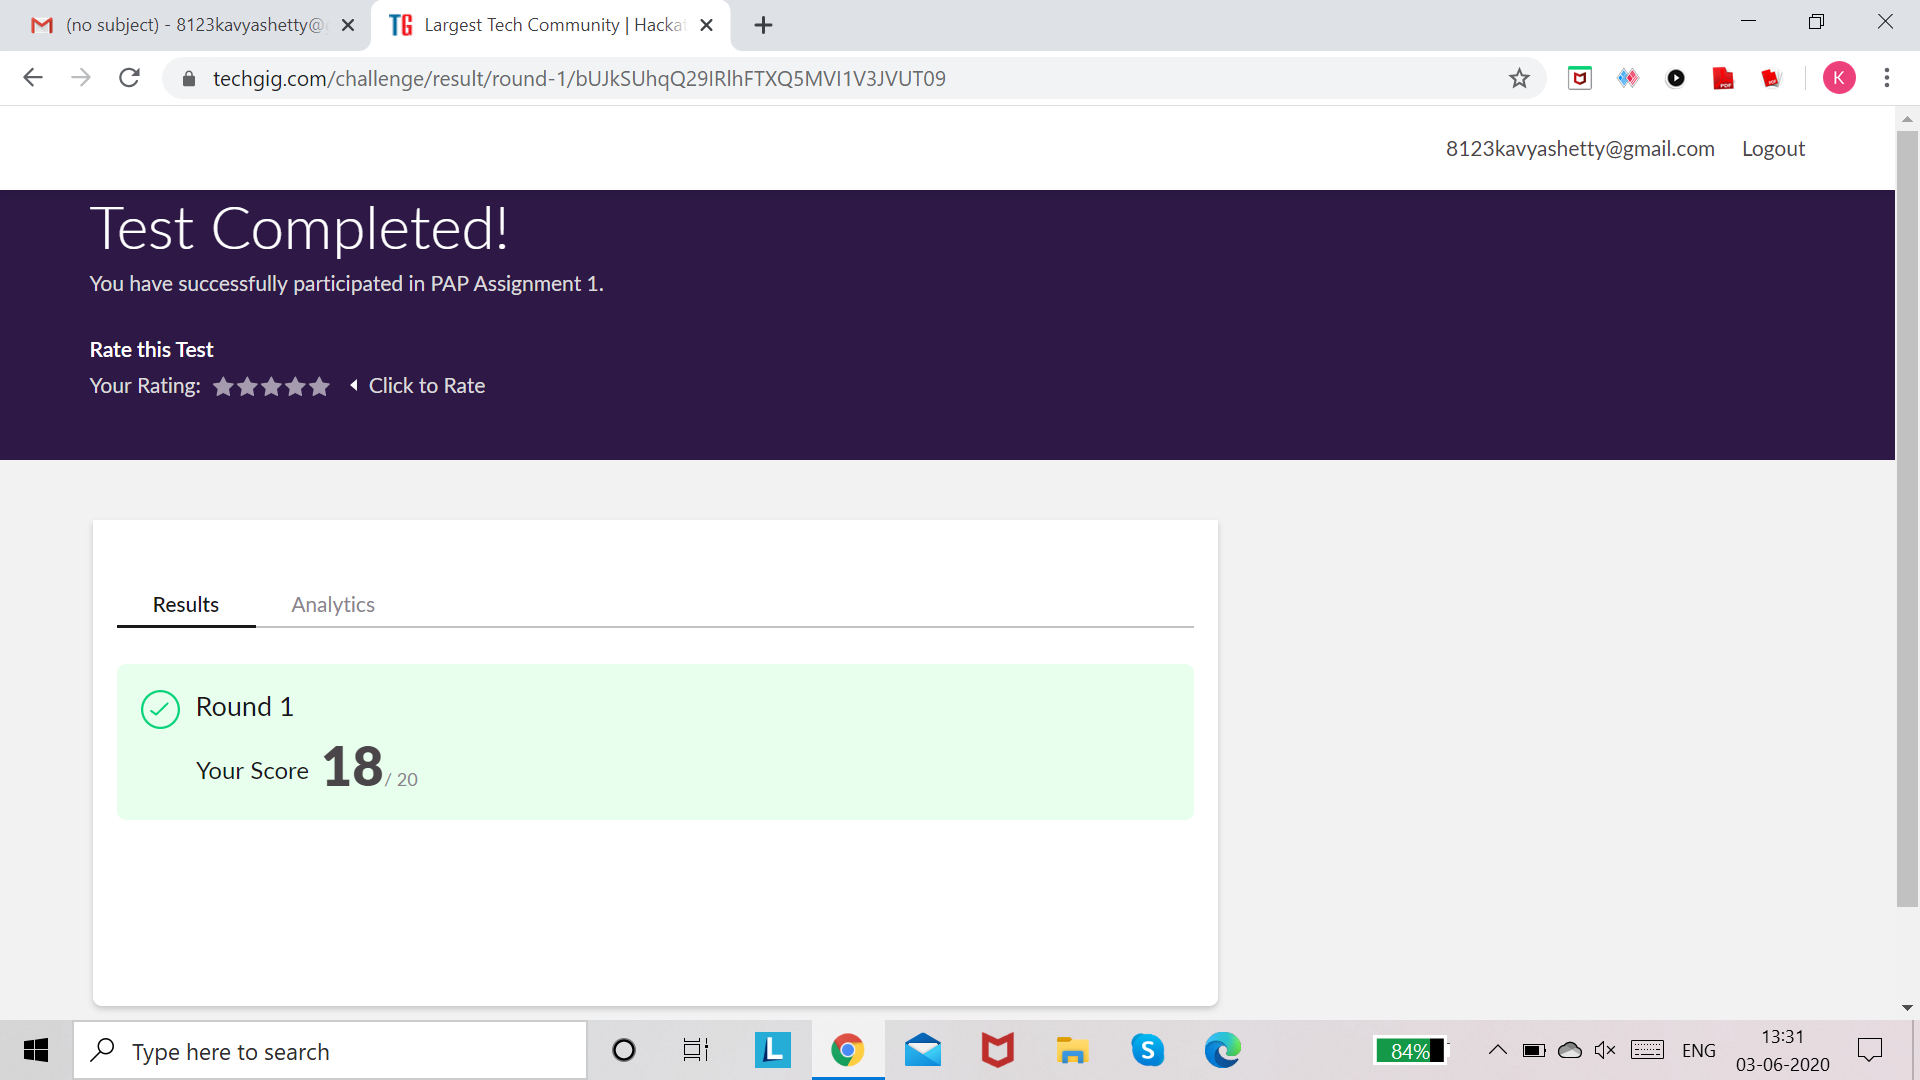 (no subject) - 8123kavyashetty@
TG Largest Tech Community | Hacka
techgig.com/challenge/result/round-1/bUJkSUhqQ29IRlhFTXQ5MVI1V3JVUT09
K
8123kavyashetty@gmail.com Logout
Test Completed!
You have successfully participated in PAP Assignment 1.
Rate this Test
Your Rating: Click to Rate
Results Analytics
Round 1
Your Score 18 / 20
Type here to search
L
S
84%
ENG
13:31
03-06-2020